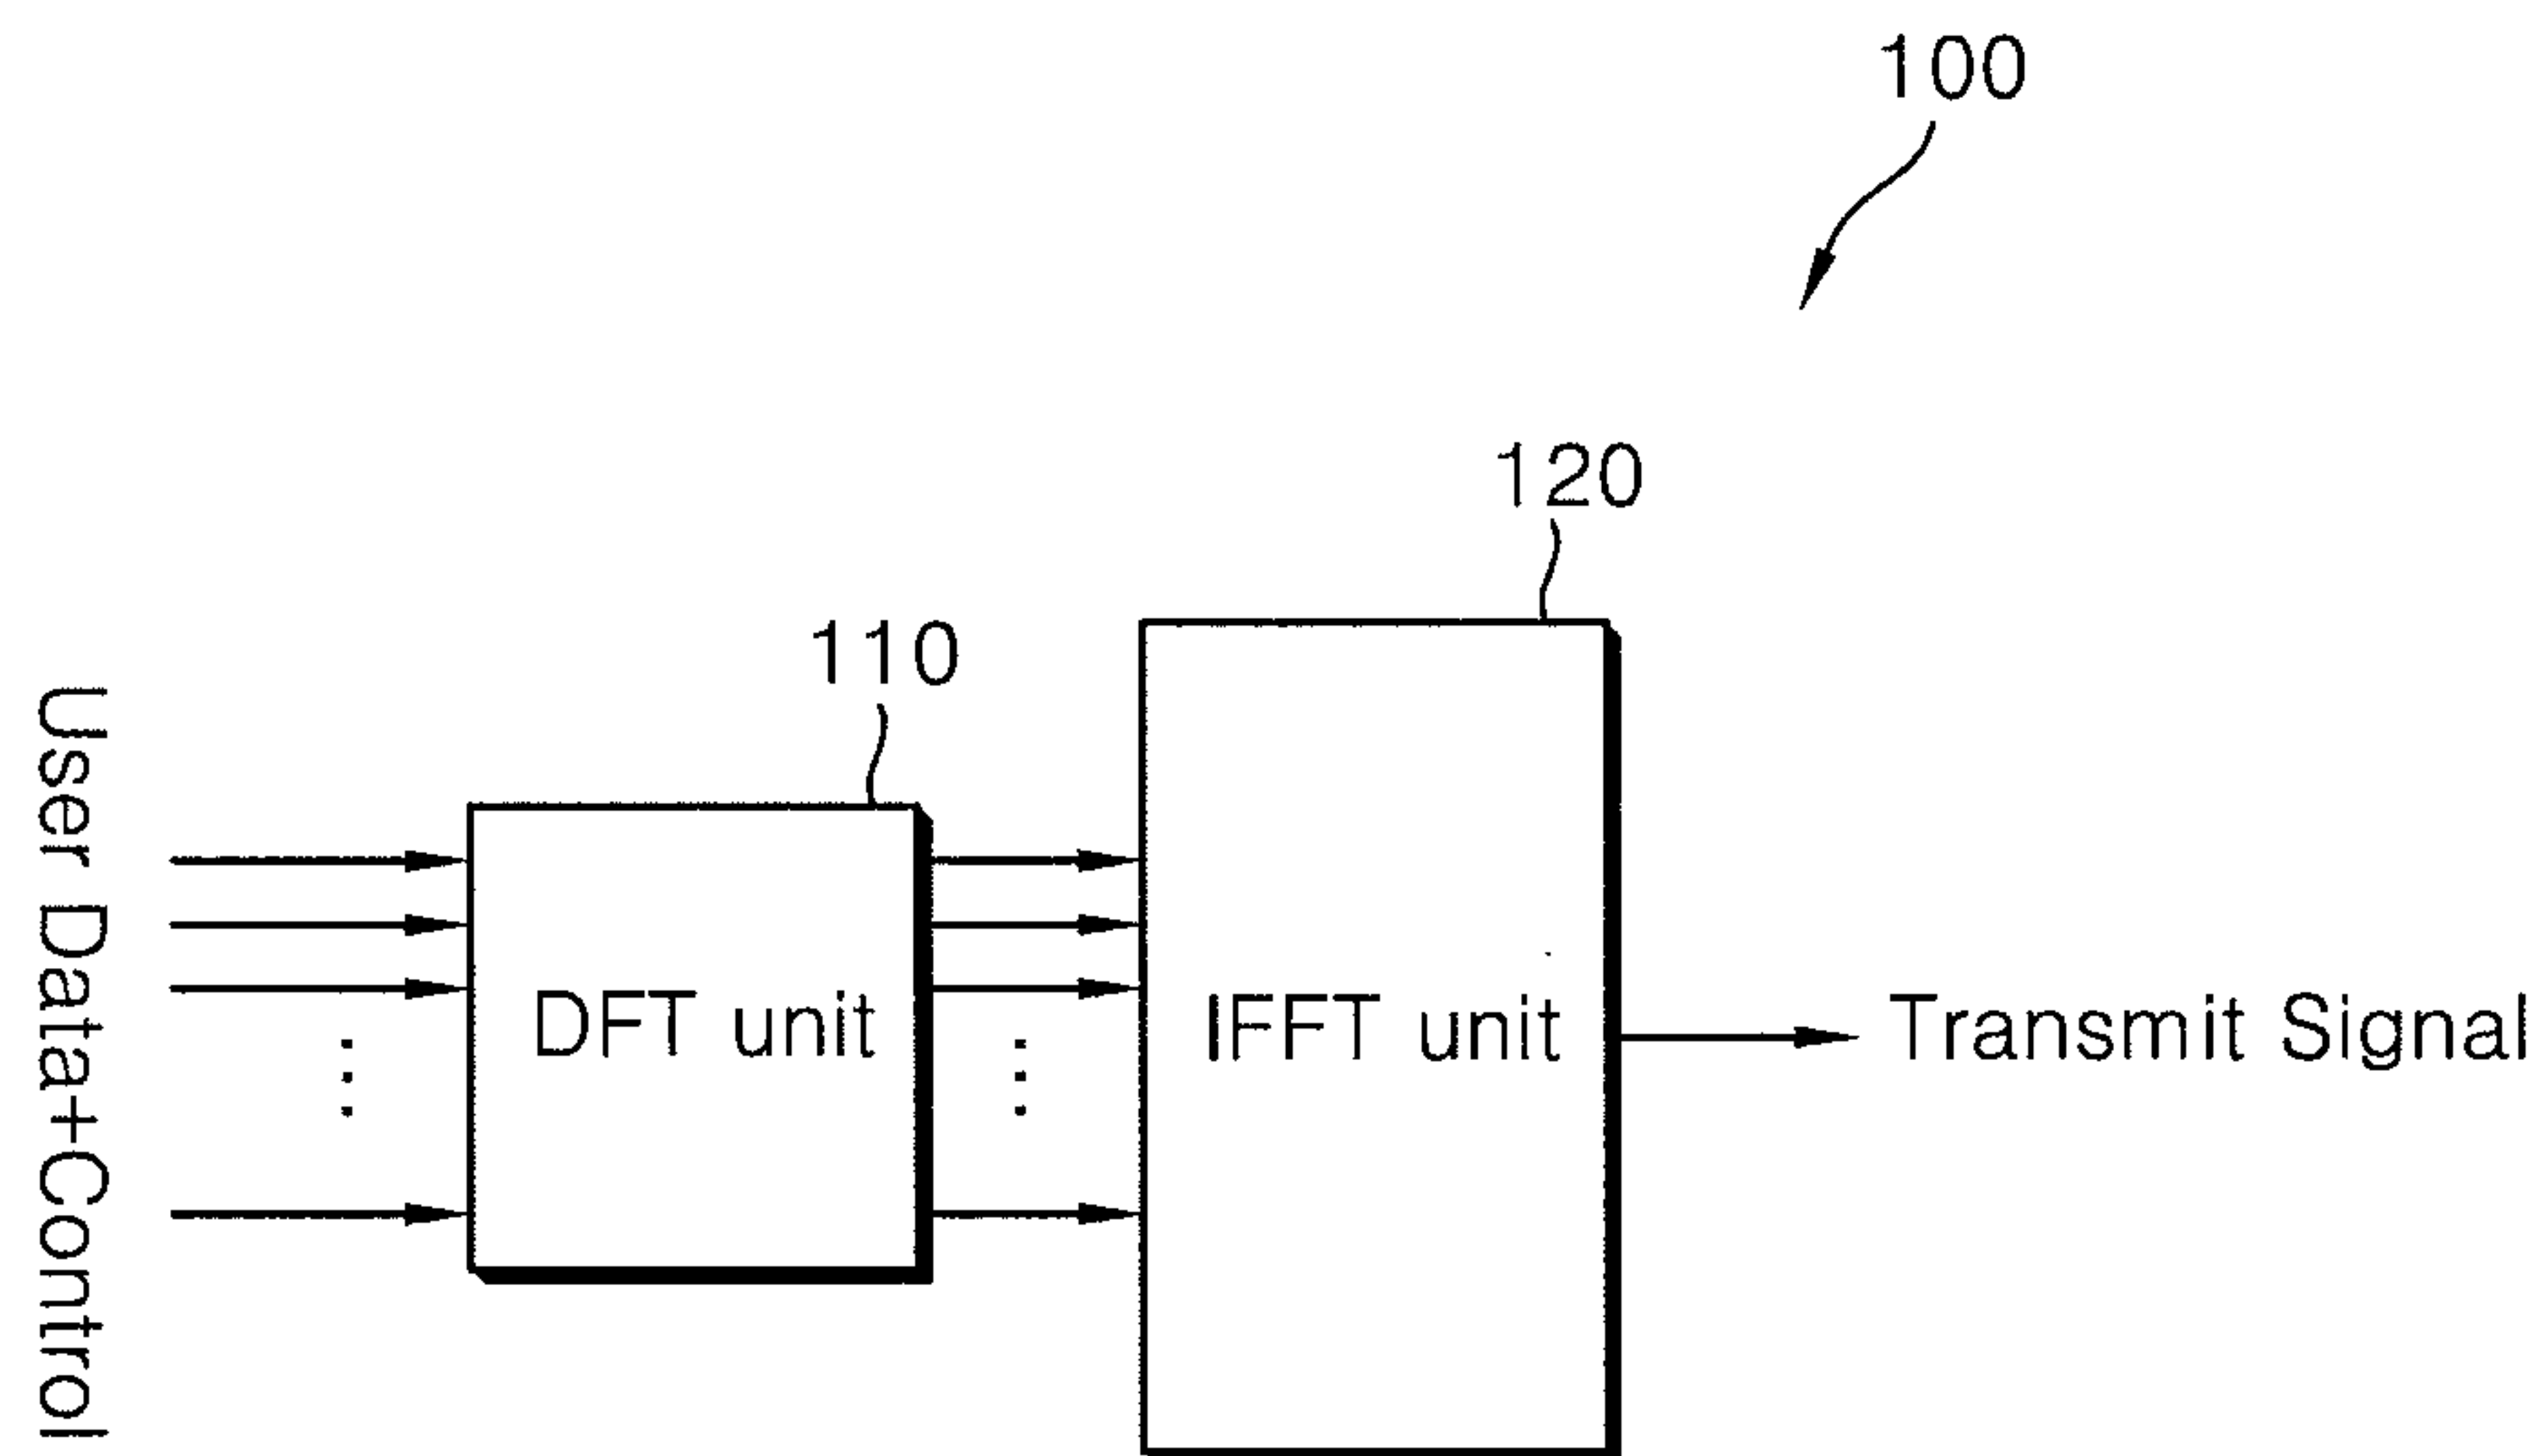 100
120
110
User Data+Control
DFT unit
IFFT unit
Transmit Signal